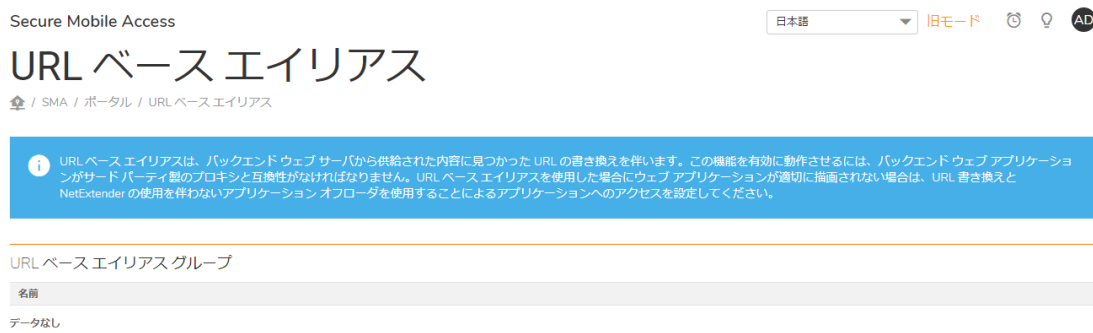 Secure Mobile Access
日本語
旧モード
AD
URL ベース エイリアス
/ SMA / ポータル / URL ベース エイリアス
URL ベース エイリアスは、バックエンド ウェブ サーバから供給された内容に見つかった URL の書き換えを伴います。この機能を有効に動作させるには、バックエンド ウェブ アプリケーショ
ンがサード パーティ製のプロキシと互換性がなければなりません。URL ベース エイリアスを使用した場合にウェブ アプリケーションが適切に描画されない場合は、URL 書き換えと
NetExtender の使用を伴わないアプリケーション オフローダを使用することによるアプリケーションへのアクセスを設定してください。
URL ベース エイリアス グループ
名前
データなし